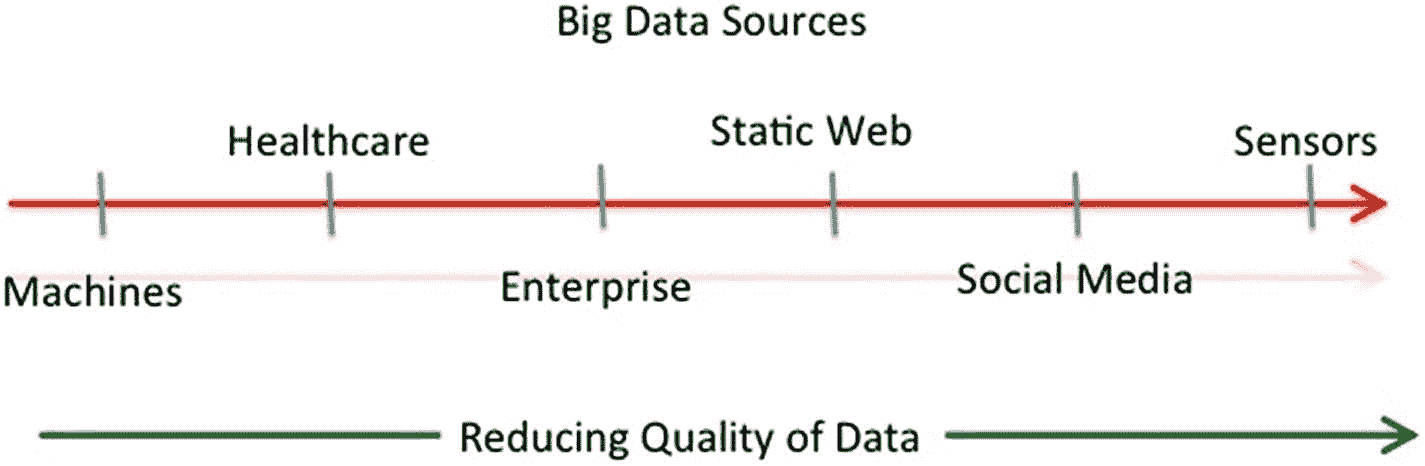 Big Data Sources
Healthcare
Static Web
Sensors
Machines
Enterprise
Social Media
Reducing Quality of Data